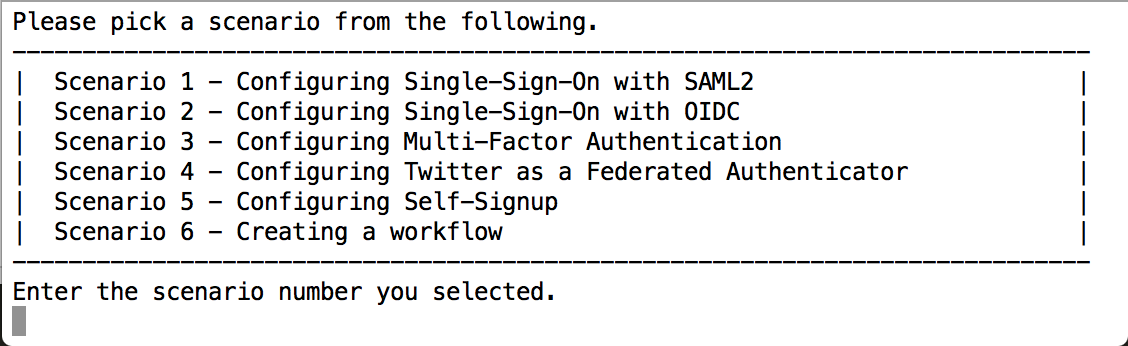 Please pick a scenario from the following.
-----------------------------------------------------------------------------
|  Scenario 1 - Configuring Single-Sign-On with SAML2                       |
|  Scenario 2 - Configuring Single-Sign-On with OIDC                        |
|  Scenario 3 - Configuring Multi-Factor Authentication                     |
|  Scenario 4 - Configuring Twitter as a Federated Authenticator            |
|  Scenario 5 - Configuring Self-Signup                                     |
|  Scenario 6 - Creating a workflow                                         |
-----------------------------------------------------------------------------
Enter the scenario number you selected.